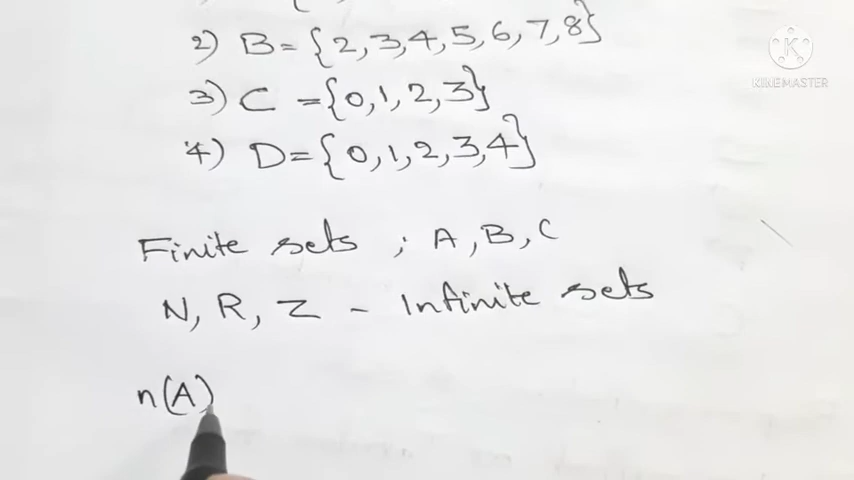 2) B = {2, 3, 4, 5, 6, 7, 8}
3) C = {0, 1, 2, 3}
4) D = {0, 1, 2, 3, 4}
Finite sets ; A, B, C
N, R, Z - Infinite sets
n(A)
KINEMASTER